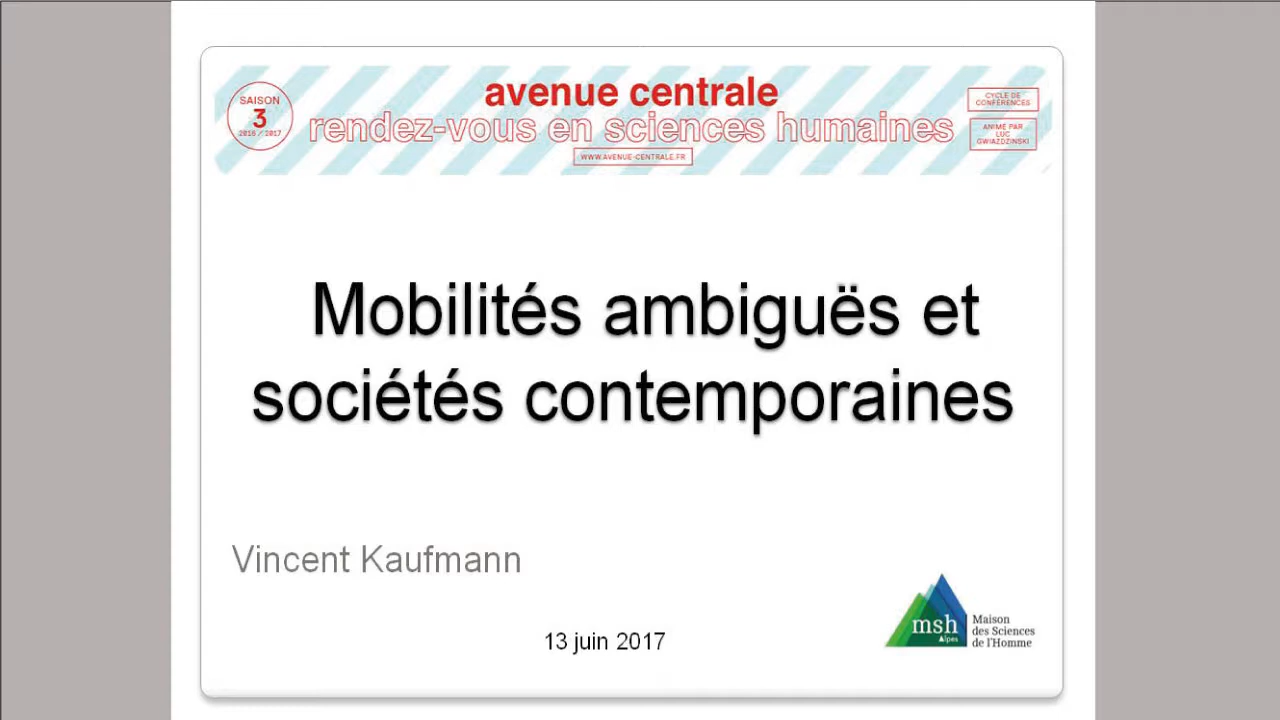 SAISON
3
2016 / 2017
avenue centrale
rendez-vous en sciences humaines
WWW.AVENUE-CENTRALE.FR
CYCLE DE
CONFÉRENCES
ANIMÉ PAR
LUC
GWIAZDZINSKI
Mobilités ambiguës et
sociétés contemporaines
Vincent Kaufmann
13 juin 2017
msh
Alpes
Maison
des Sciences
de l'Homme